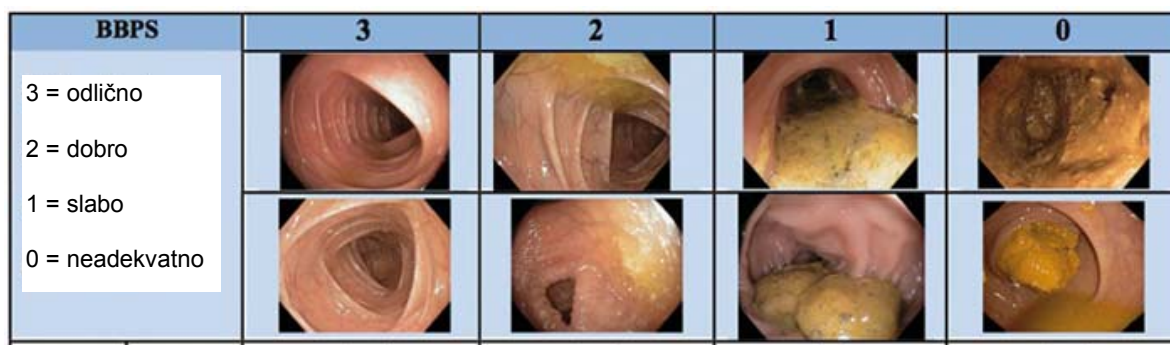 BBPS 3 2 1 0
3 = odlično
2 = dobro
1 = slabo
0 = neadekvatno